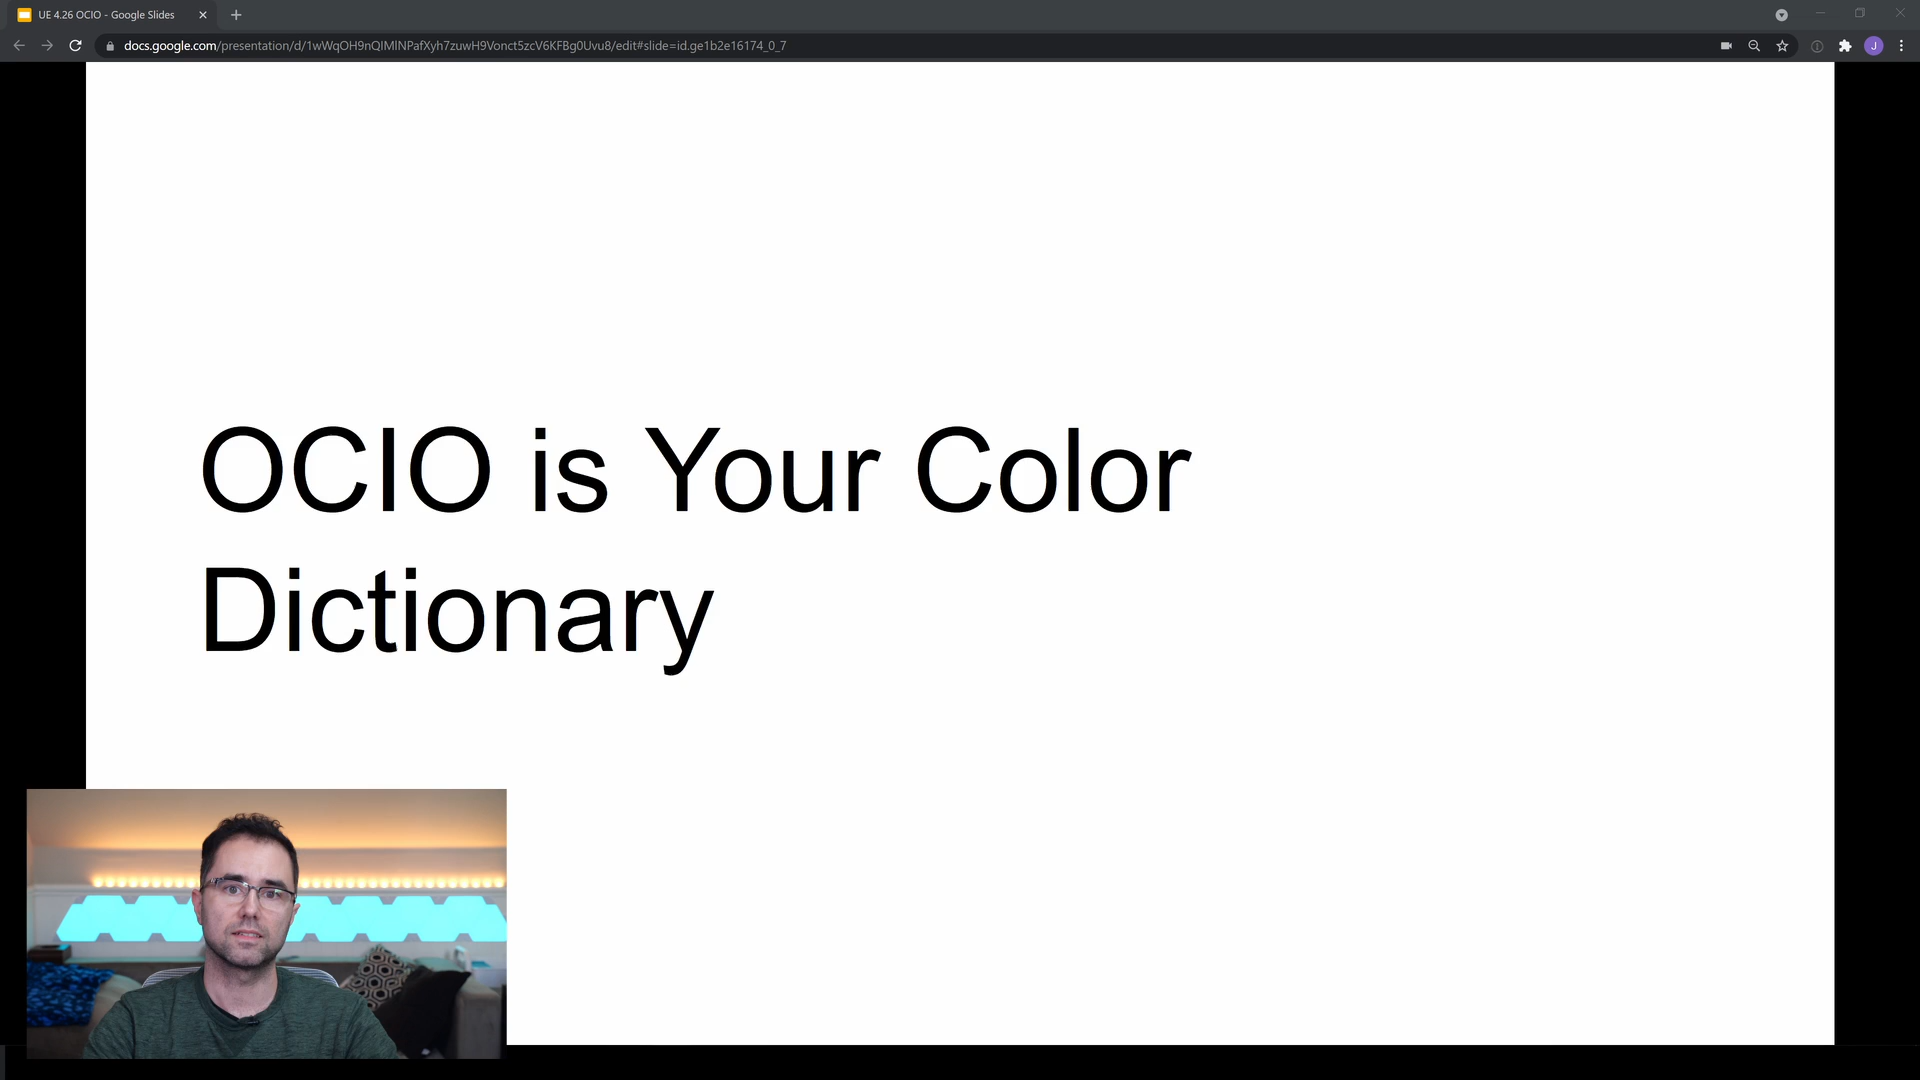 UE 4.26 OCIO - Google Slides
docs.google.com/presentation/d/1wWqOH9nQIMlNPafXyh7zuwH9Vonct5zcV6KFBg0Uvu8/edit#slide=id.ge1b2e16174_0_7
J
OCIO is Your Color
Dictionary